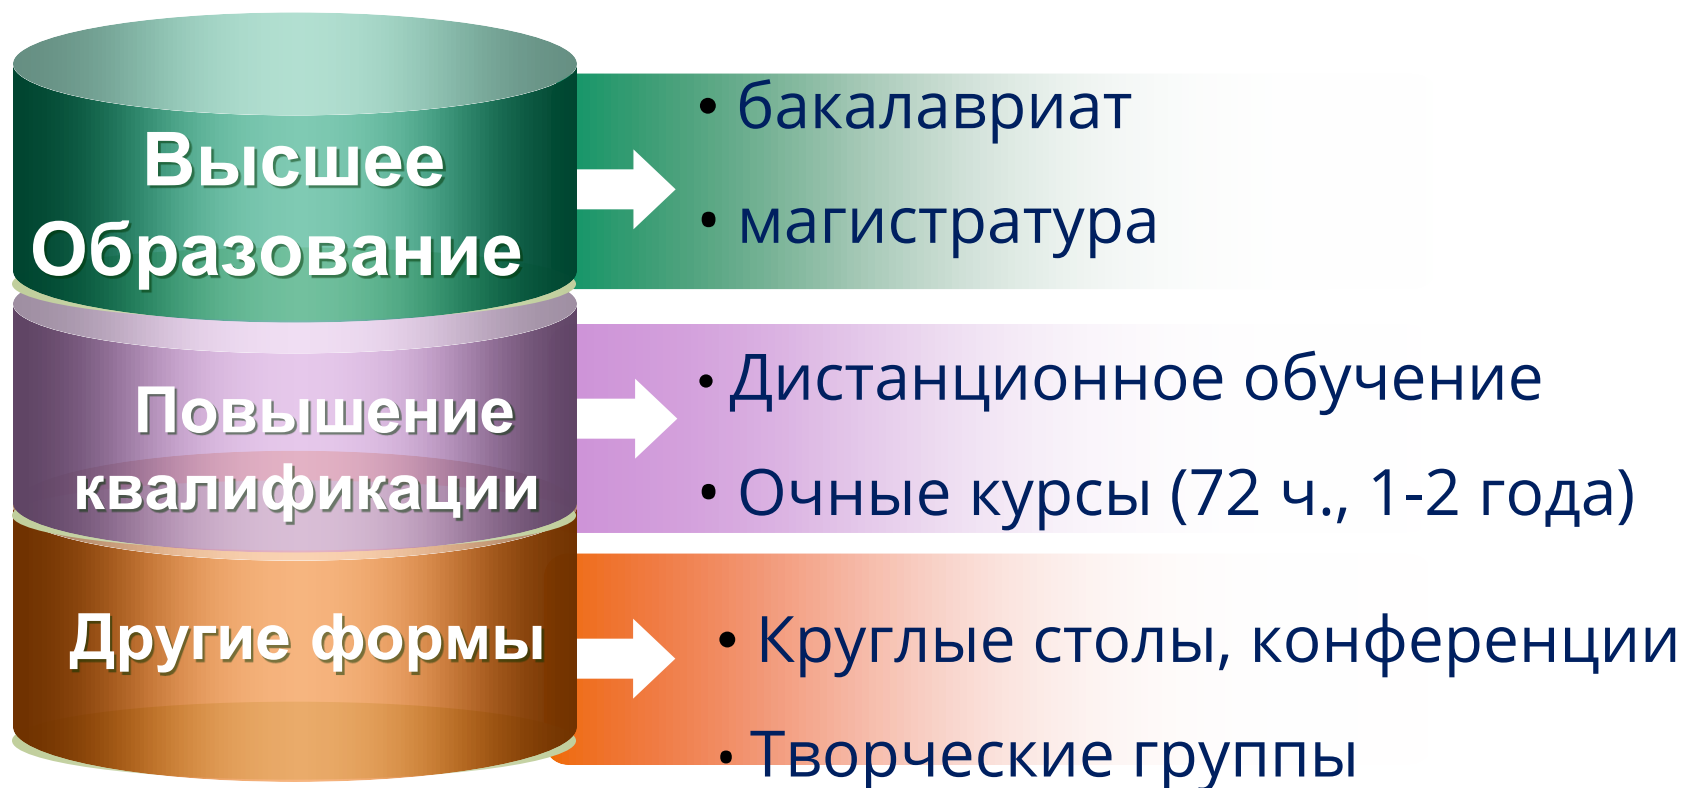 Высшее
Образование
• бакалавриат
• магистратура
Повышение
квалификации
• Дистанционное обучение
• Очные курсы (72 ч., 1-2 года)
Другие формы
• Круглые столы, конференции
• Творческие группы